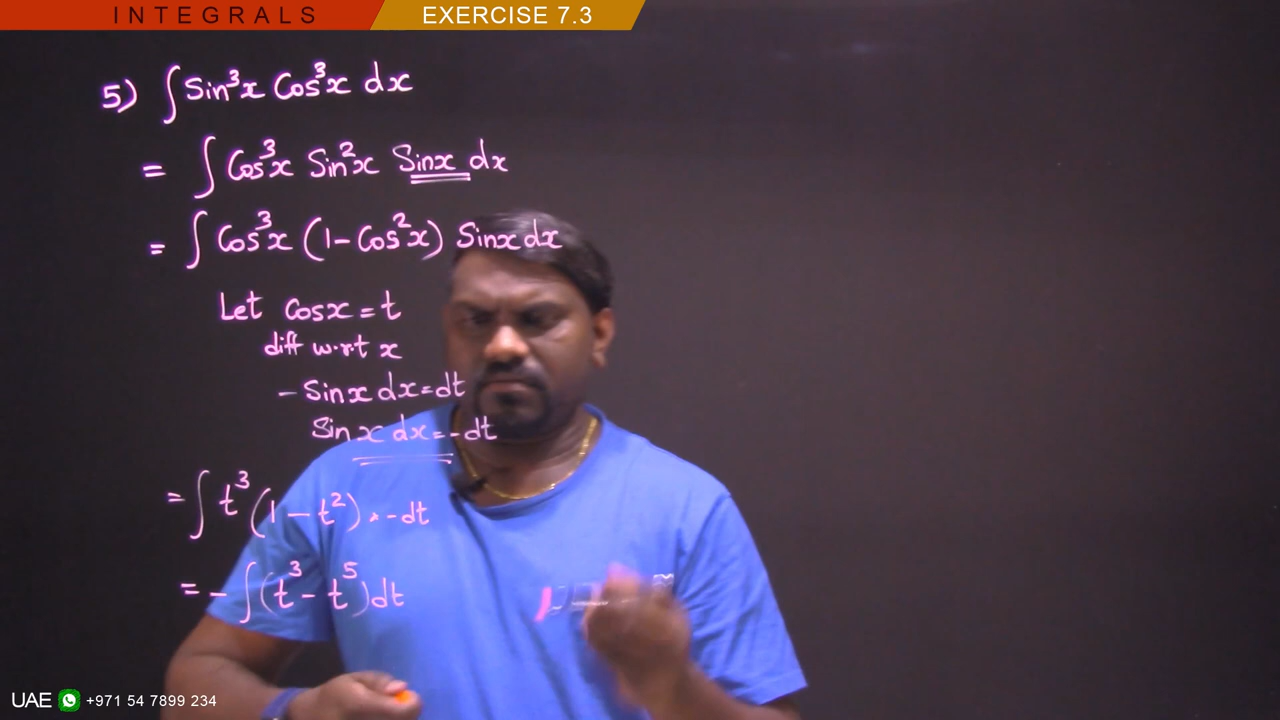 INTEGRALS EXERCISE 7.3
5) ∫ Sin³x Cos³x dx
= ∫ Cos³x Sin²x Sinx dx
= ∫ Cos³x (1 - Cos²x) Sinx dx
Let Cosx = t
diff w.r.t x
- Sinx dx = dt
Sinx dx = - dt
= ∫ t³ (1 - t²) × - dt
= - ∫ (t³ - t⁵) dt
UAE +971 54 7899 234